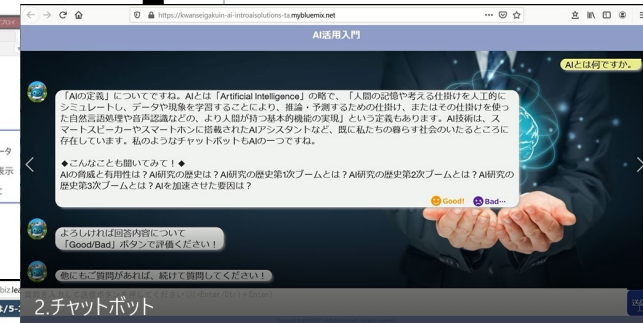 https://kwanseigakuin-ai-introaisolutions-ta.mybluemix.net
AI活用入門
AIとは何ですか。
「AIの定義」についてですね。AIとは「Artificial Intelligence」の略で、「人間の記憶や考える仕掛けを人工的に
シミュレートし、データや現象を学習することにより、推論・予測するための仕掛け、またはその仕掛けを使っ
た自然言語処理や音声認識などの、より人間が持つ基本的機能の実現」という定義もあります。AI技術は、ス
マートスピーカーやスマートホンに搭載されたAIアシスタントなど、既に私たちの暮らす社会のいたるところに
存在しています。私のようなチャットボットもAIの一つですね。
◆こんなことも聞いてみて!◆
AIの脅威と有用性は?AI研究の歴史は?AI研究の歴史第1次ブームとは?AI研究の歴史第2次ブームとは?AI研究の
歴史第3次ブームとは?AIを加速させた要因は?
Good! Bad…
よろしければ回答内容について
「Good/Bad」ボタンで評価ください!
他にもご質問があれば、続けて質問してください!
2.チャットボット